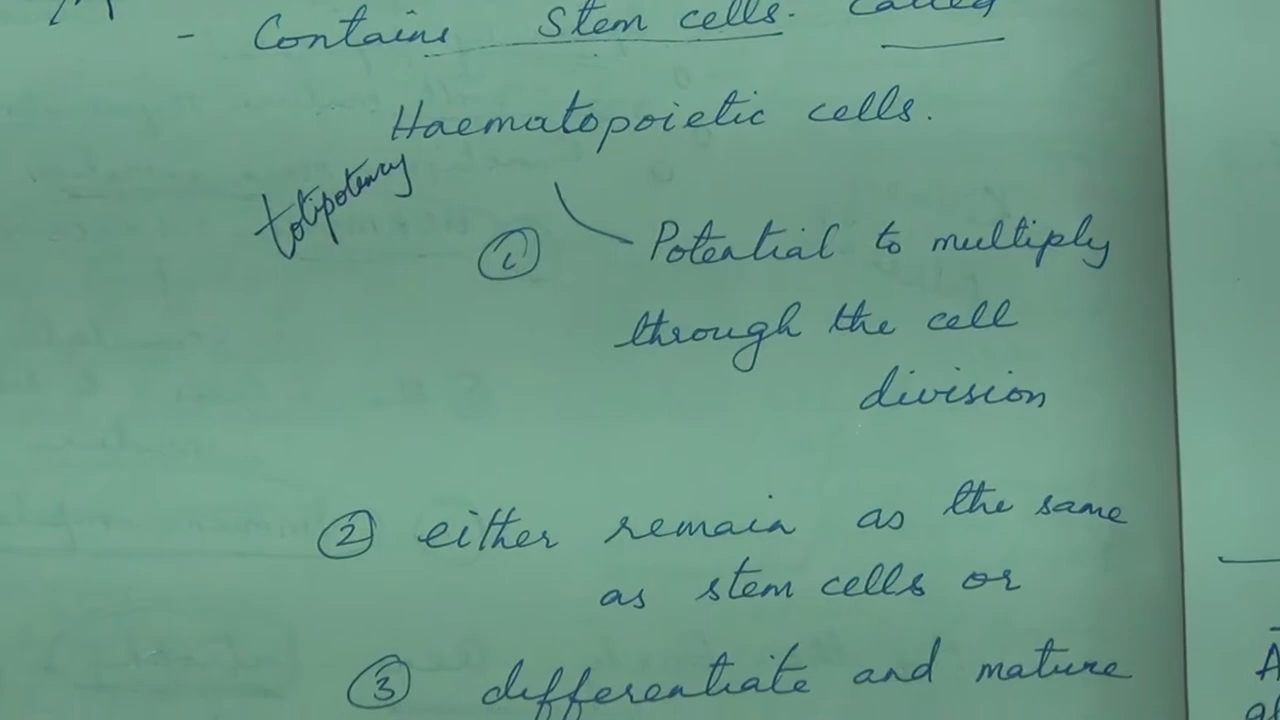 - Contains Stem cells. Called
Haematopoietic cells.
totipotency
① Potential to multiply
through the cell
division
② either remain as the same
as stem cells or
③ differentiate and mature